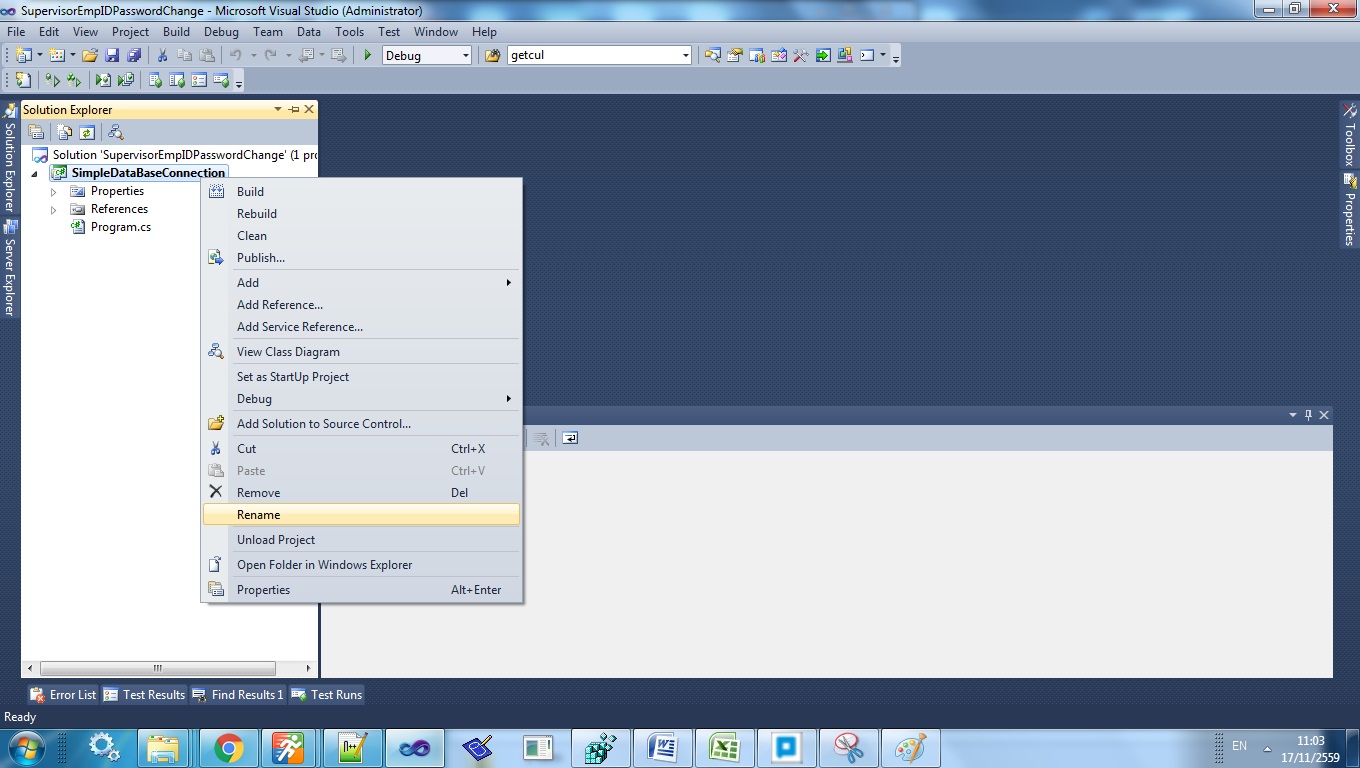 SupervisorEmpIDPasswordChange - Microsoft Visual Studio (Administrator)
File Edit View Project Build Debug Team Data Tools Test Window Help
Debug getcul
Solution Explorer
Solution Explorer
Server Explorer
Solution 'SupervisorEmpIDPasswordChange' (1 pro
SimpleDataBaseConnection
Properties
References
Program.cs
Build
Rebuild
Clean
Publish...
Add
Add Reference...
Add Service Reference...
View Class Diagram
Set as StartUp Project
Debug
Add Solution to Source Control...
Cut Ctrl+X
Paste Ctrl+V
Remove Del
Rename
Unload Project
Open Folder in Windows Explorer
Properties Alt+Enter
Toolbox
Properties
Error List Test Results Find Results 1 Test Runs
Ready
EN
11:03
17/11/2559